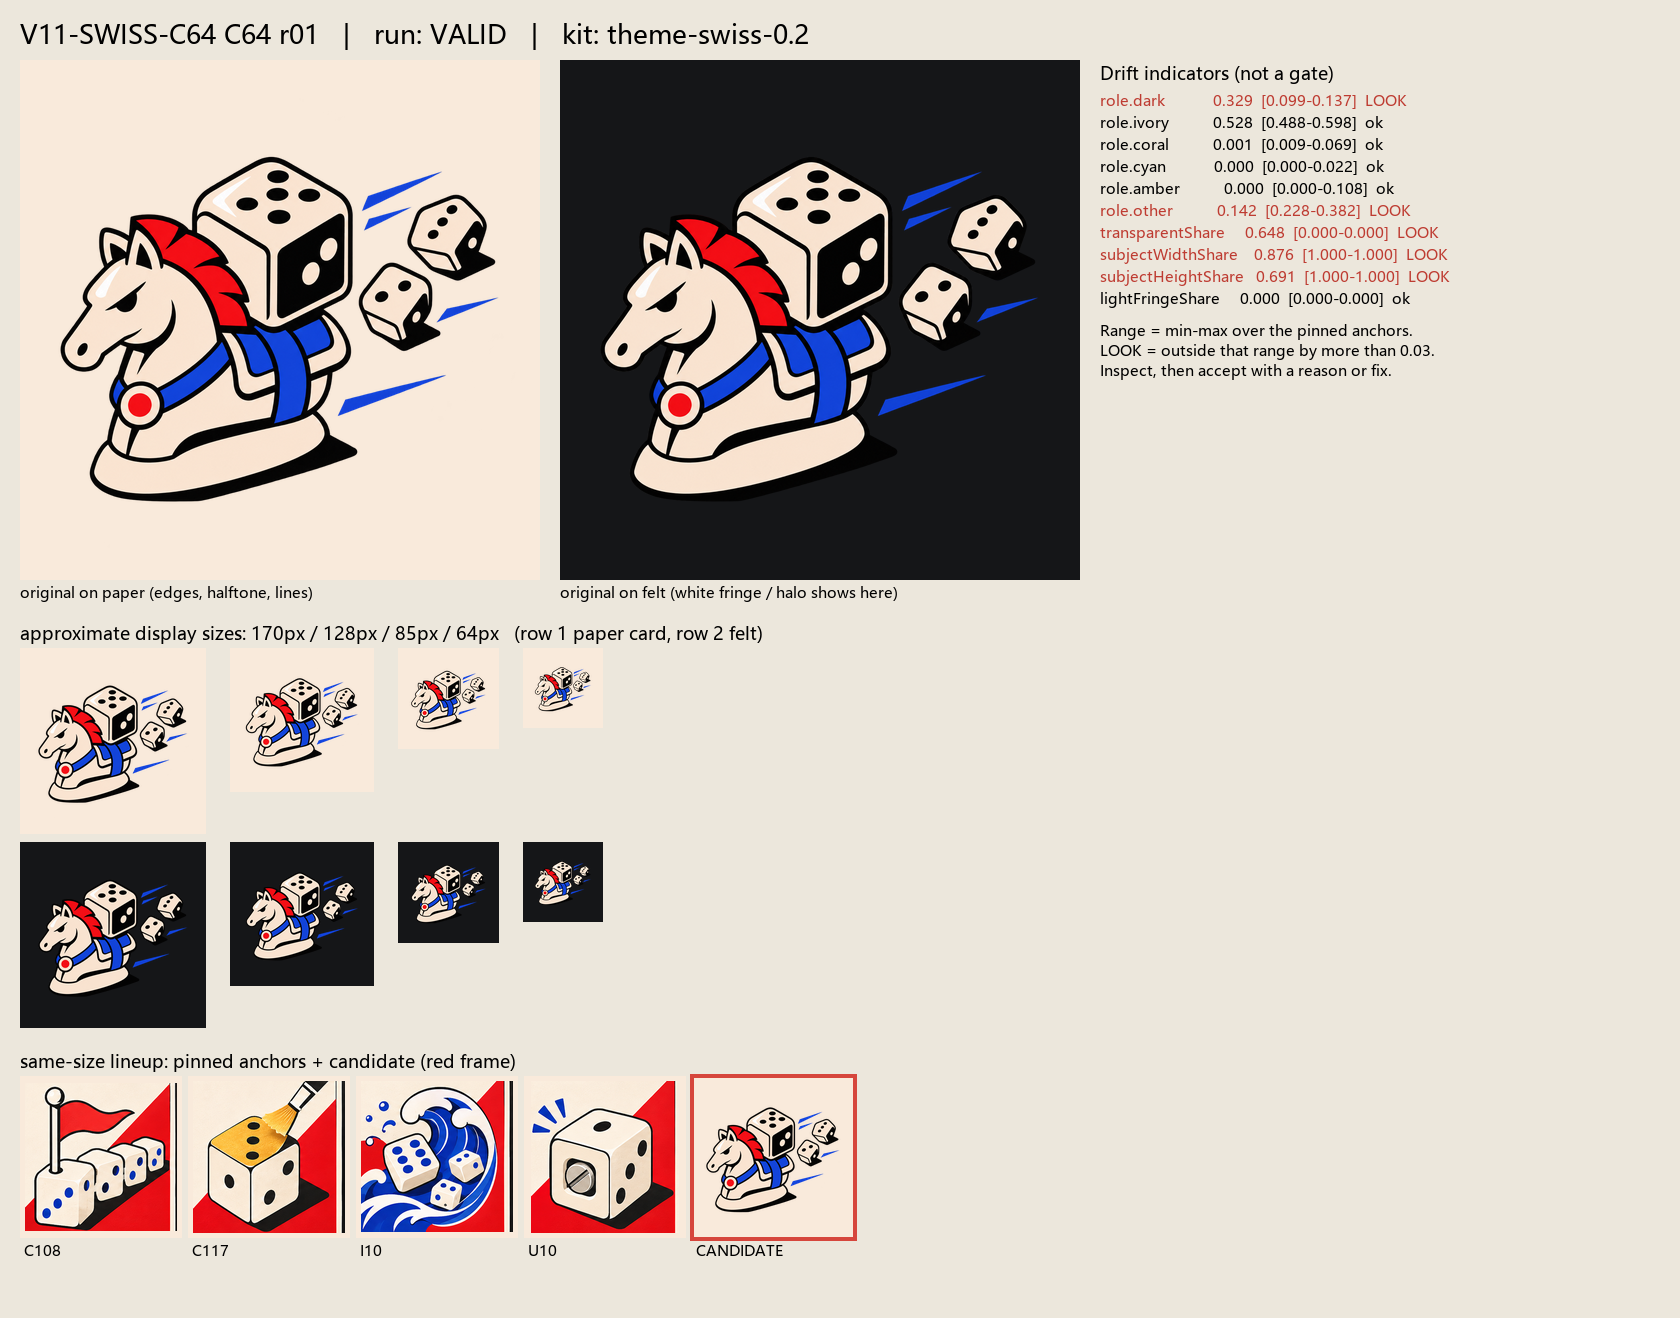 V11-SWISS-C64 C64 r01 | run: VALID | kit: theme-swiss-0.2
Drift indicators (not a gate)
role.dark 0.329 [0.099-0.137] LOOK
role.ivory 0.528 [0.488-0.598] ok
role.coral 0.001 [0.009-0.069] ok
role.cyan 0.000 [0.000-0.022] ok
role.amber 0.000 [0.000-0.108] ok
role.other 0.142 [0.228-0.382] LOOK
transparentShare 0.648 [0.000-0.000] LOOK
subjectWidthShare 0.876 [1.000-1.000] LOOK
subjectHeightShare 0.691 [1.000-1.000] LOOK
lightFringeShare 0.000 [0.000-0.000] ok
Range = min-max over the pinned anchors.
LOOK = outside that range by more than 0.03.
Inspect, then accept with a reason or fix.
original on paper (edges, halftone, lines)
original on felt (white fringe / halo shows here)
approximate display sizes: 170px / 128px / 85px / 64px (row 1 paper card, row 2 felt)
same-size lineup: pinned anchors + candidate (red frame)
C108
C117
I10
U10
CANDIDATE